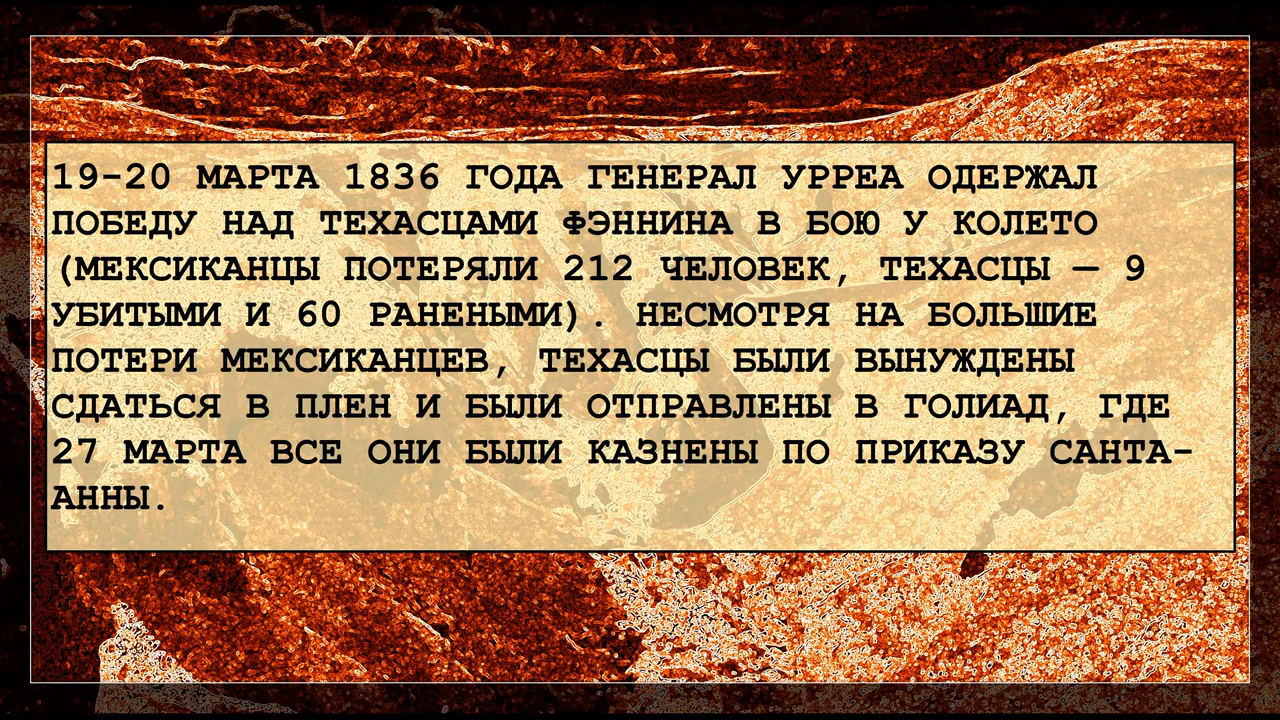 19-20 МАРТА 1836 ГОДА ГЕНЕРАЛ УРРЕА ОДЕРЖАЛ
ПОБЕДУ НАД ТЕХАСЦАМИ ФЭННИНА В БОЮ У КОЛЕТО
(МЕКСИКАНЦЫ ПОТЕРЯЛИ 212 ЧЕЛОВЕК, ТЕХАСЦЫ — 9
УБИТЫМИ И 60 РАНЕНЫМИ). НЕСМОТРЯ НА БОЛЬШИЕ
ПОТЕРИ МЕКСИКАНЦЕВ, ТЕХАСЦЫ БЫЛИ ВЫНУЖДЕНЫ
СДАТЬСЯ В ПЛЕН И БЫЛИ ОТПРАВЛЕНЫ В ГОЛИАД, ГДЕ
27 МАРТА ВСЕ ОНИ БЫЛИ КАЗНЕНЫ ПО ПРИКАЗУ САНТА-
АННЫ.